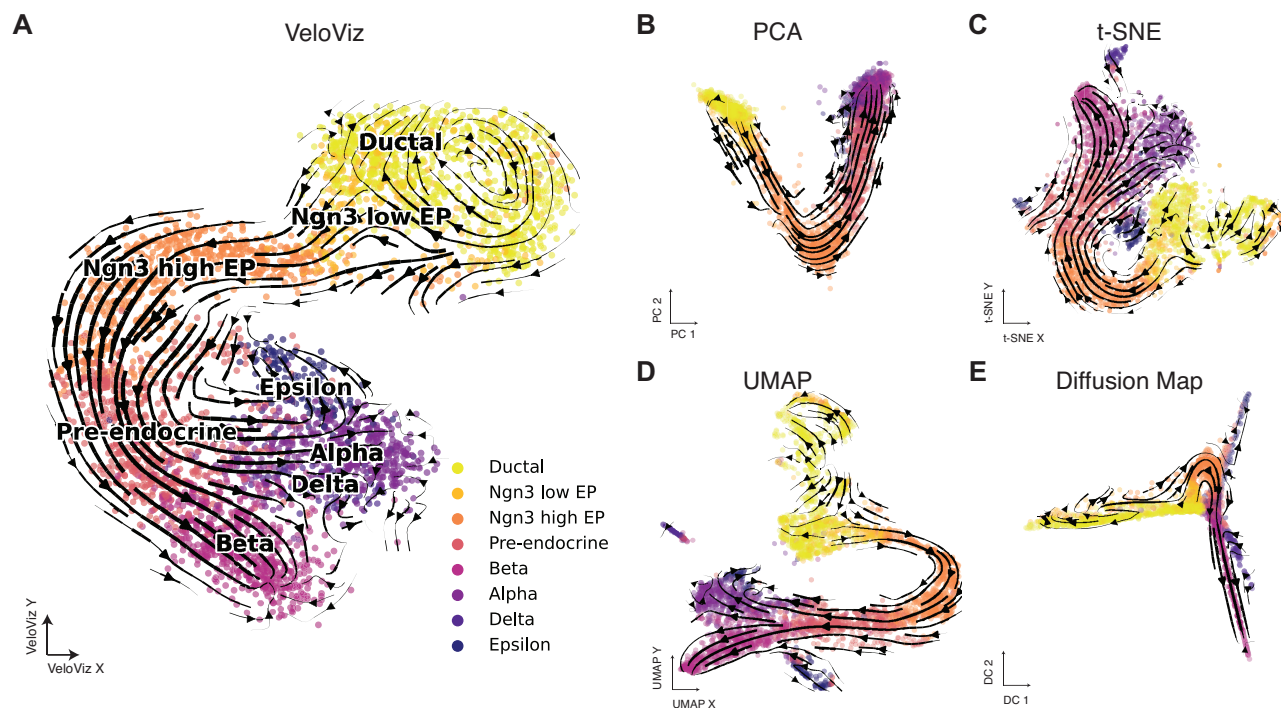 A
VeloViz
Ductal
Ngn3 low EP
Ngn3 high EP
Epsilon
Pre-endocrine
Alpha
Delta
Beta
VeloViz Y
VeloViz X
Ductal
Ngn3 low EP
Ngn3 high EP
Pre-endocrine
Beta
Alpha
Delta
Epsilon
B
PCA
PC 2
PC 1
C
t-SNE
t-SNE Y
t-SNE X
D
UMAP
UMAP Y
UMAP X
E
Diffusion Map
DC 2
DC 1